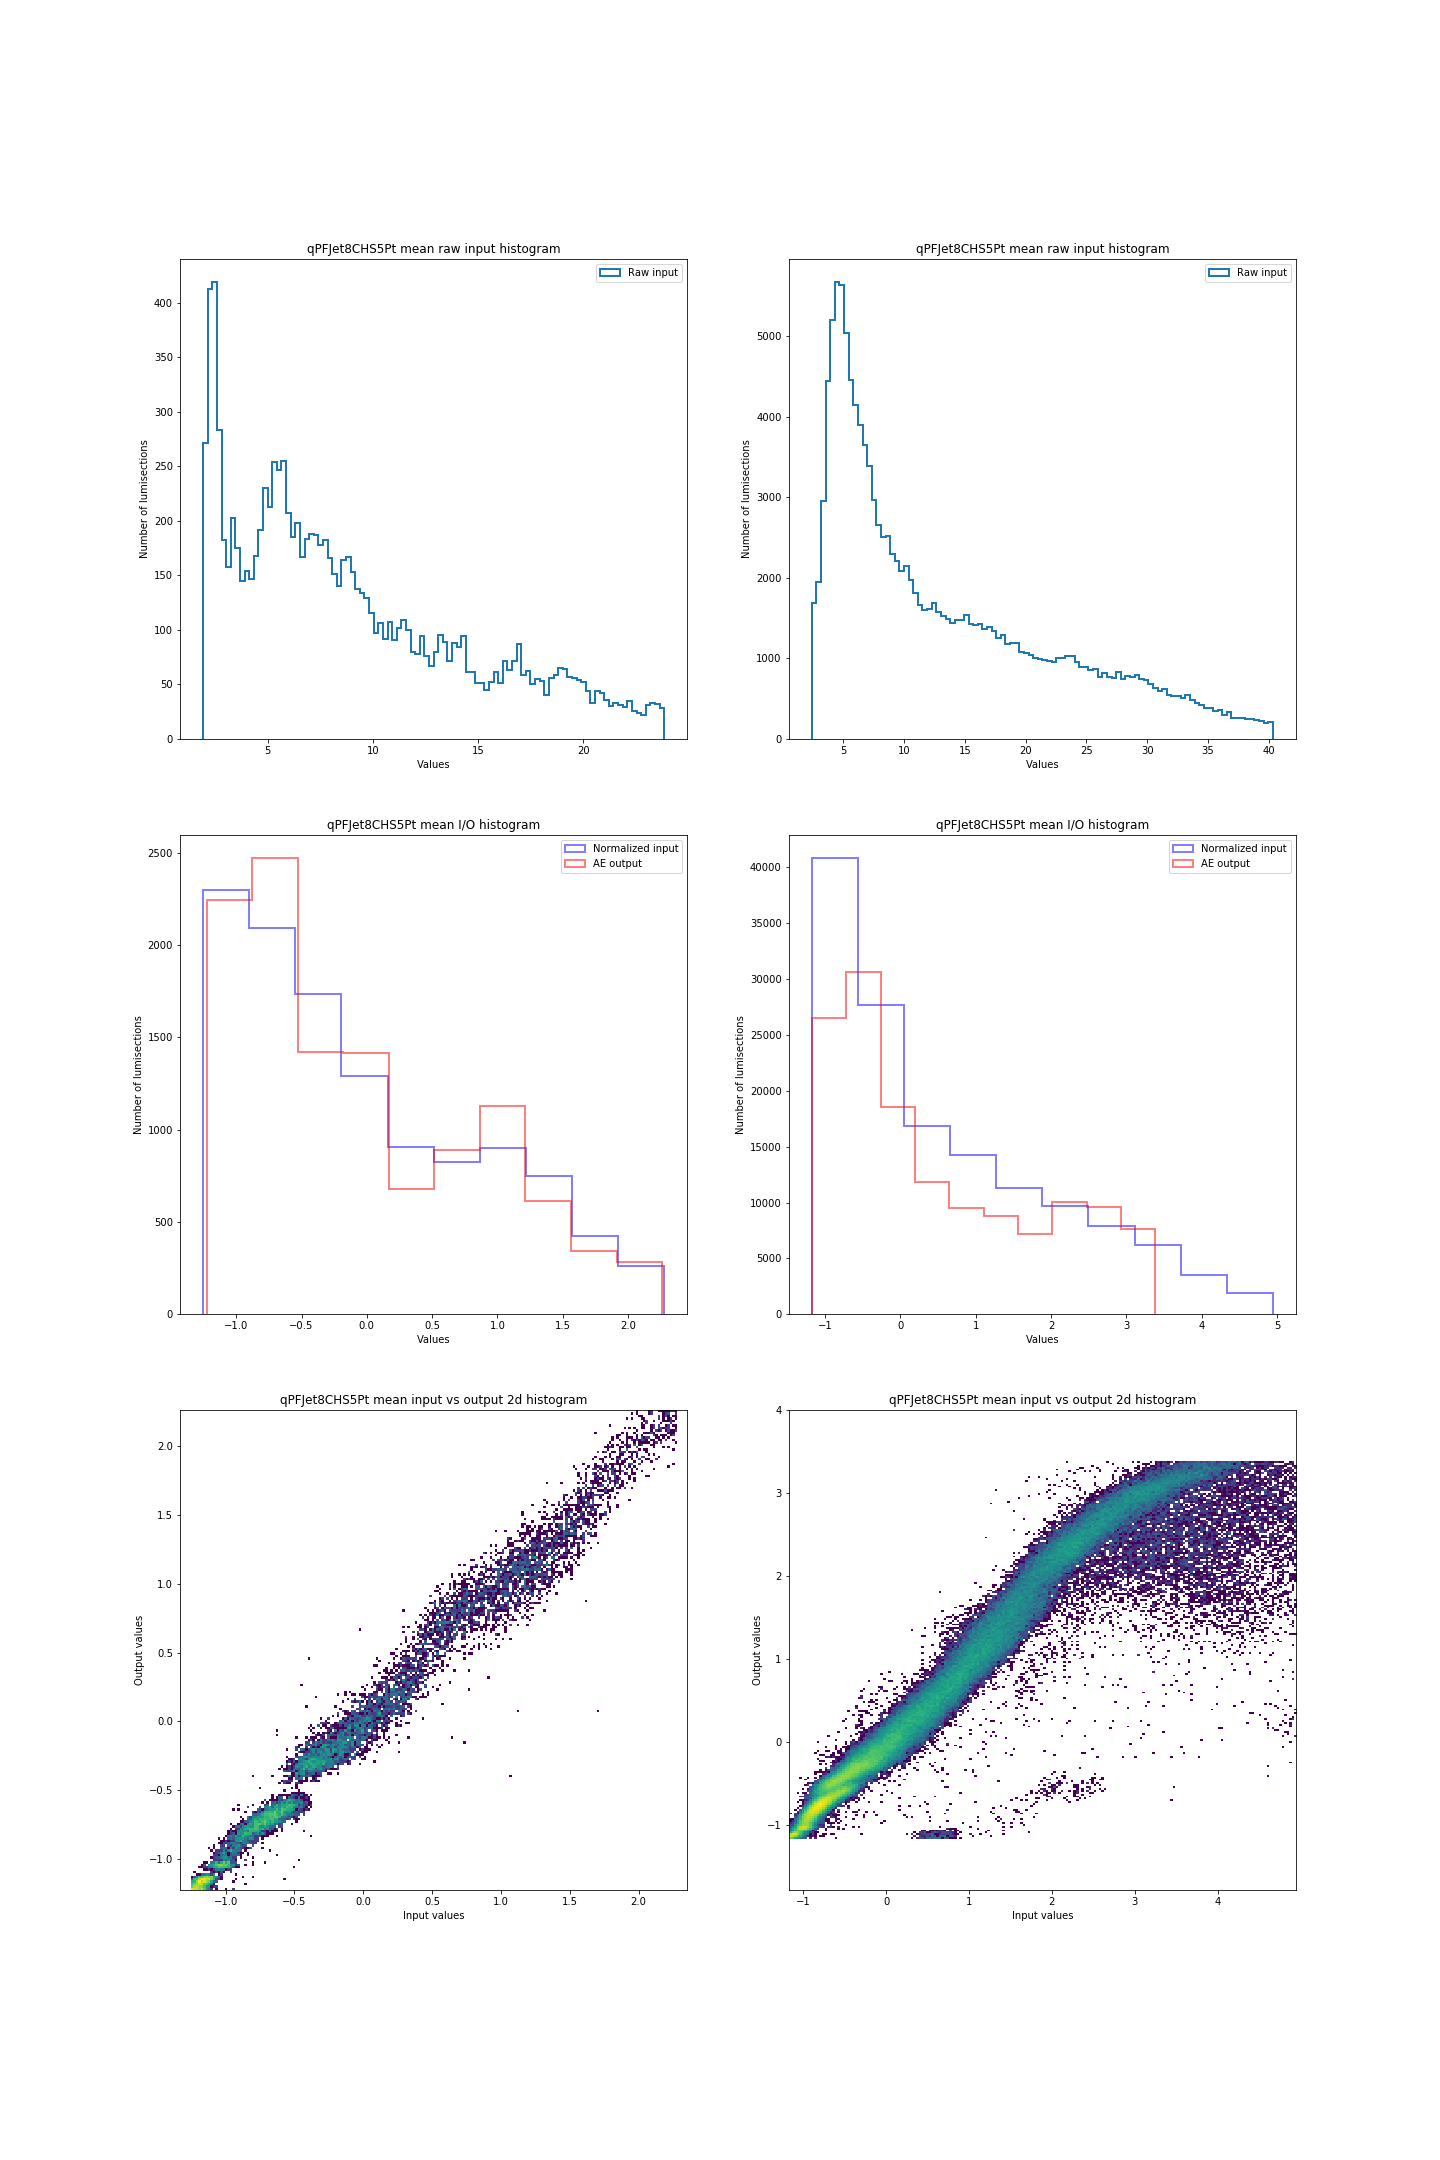 qPFJet8CHS5Pt mean raw input histogram
Raw input
400
350
300
250
200
150
100
50
0
Number of lumisections
5 10 15 20
Values
qPFJet8CHS5Pt mean raw input histogram
Raw input
5000
4000
3000
2000
1000
0
Number of lumisections
5 10 15 20 25 30 35 40
Values
qPFJet8CHS5Pt mean I/O histogram
Normalized input
AE output
2500
2000
1500
1000
500
0
Number of lumisections
−1.0 −0.5 0.0 0.5 1.0 1.5 2.0
Values
qPFJet8CHS5Pt mean I/O histogram
Normalized input
AE output
40000
35000
30000
25000
20000
15000
10000
5000
0
Number of lumisections
−1 0 1 2 3 4 5
Values
qPFJet8CHS5Pt mean input vs output 2d histogram
2.0
1.5
1.0
0.5
0.0
−0.5
−1.0
Output values
−1.0 −0.5 0.0 0.5 1.0 1.5 2.0
Input values
qPFJet8CHS5Pt mean input vs output 2d histogram
4
3
2
1
0
−1
Output values
−1 0 1 2 3 4
Input values